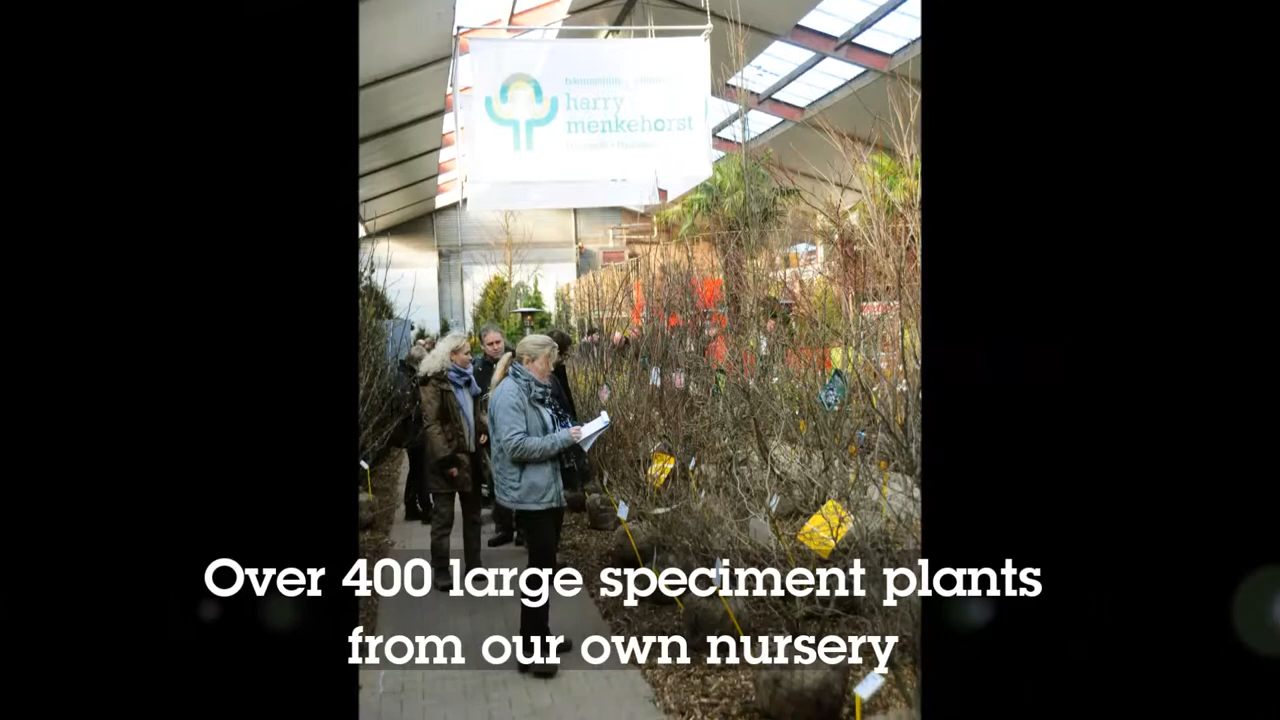 harry
menkehorst
Over 400 large speciment plants
from our own nursery